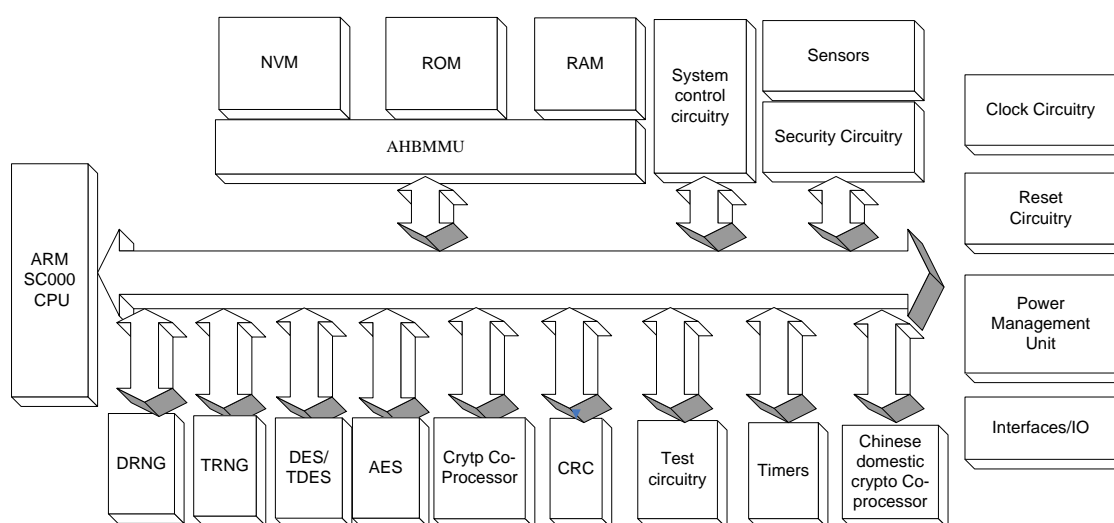 NVM
ROM
RAM
System
control
circuitry
Sensors
Security Circuitry
Clock Circuitry
AHBMMU
Reset
Circuitry
ARM
SC000
CPU
Power
Management
Unit
Interfaces/IO
DRNG
TRNG
DES/
TDES
AES
Crytp Co-
Processor
CRC
Test
circuitry
Timers
Chinese
domestic
crypto Co-
processor